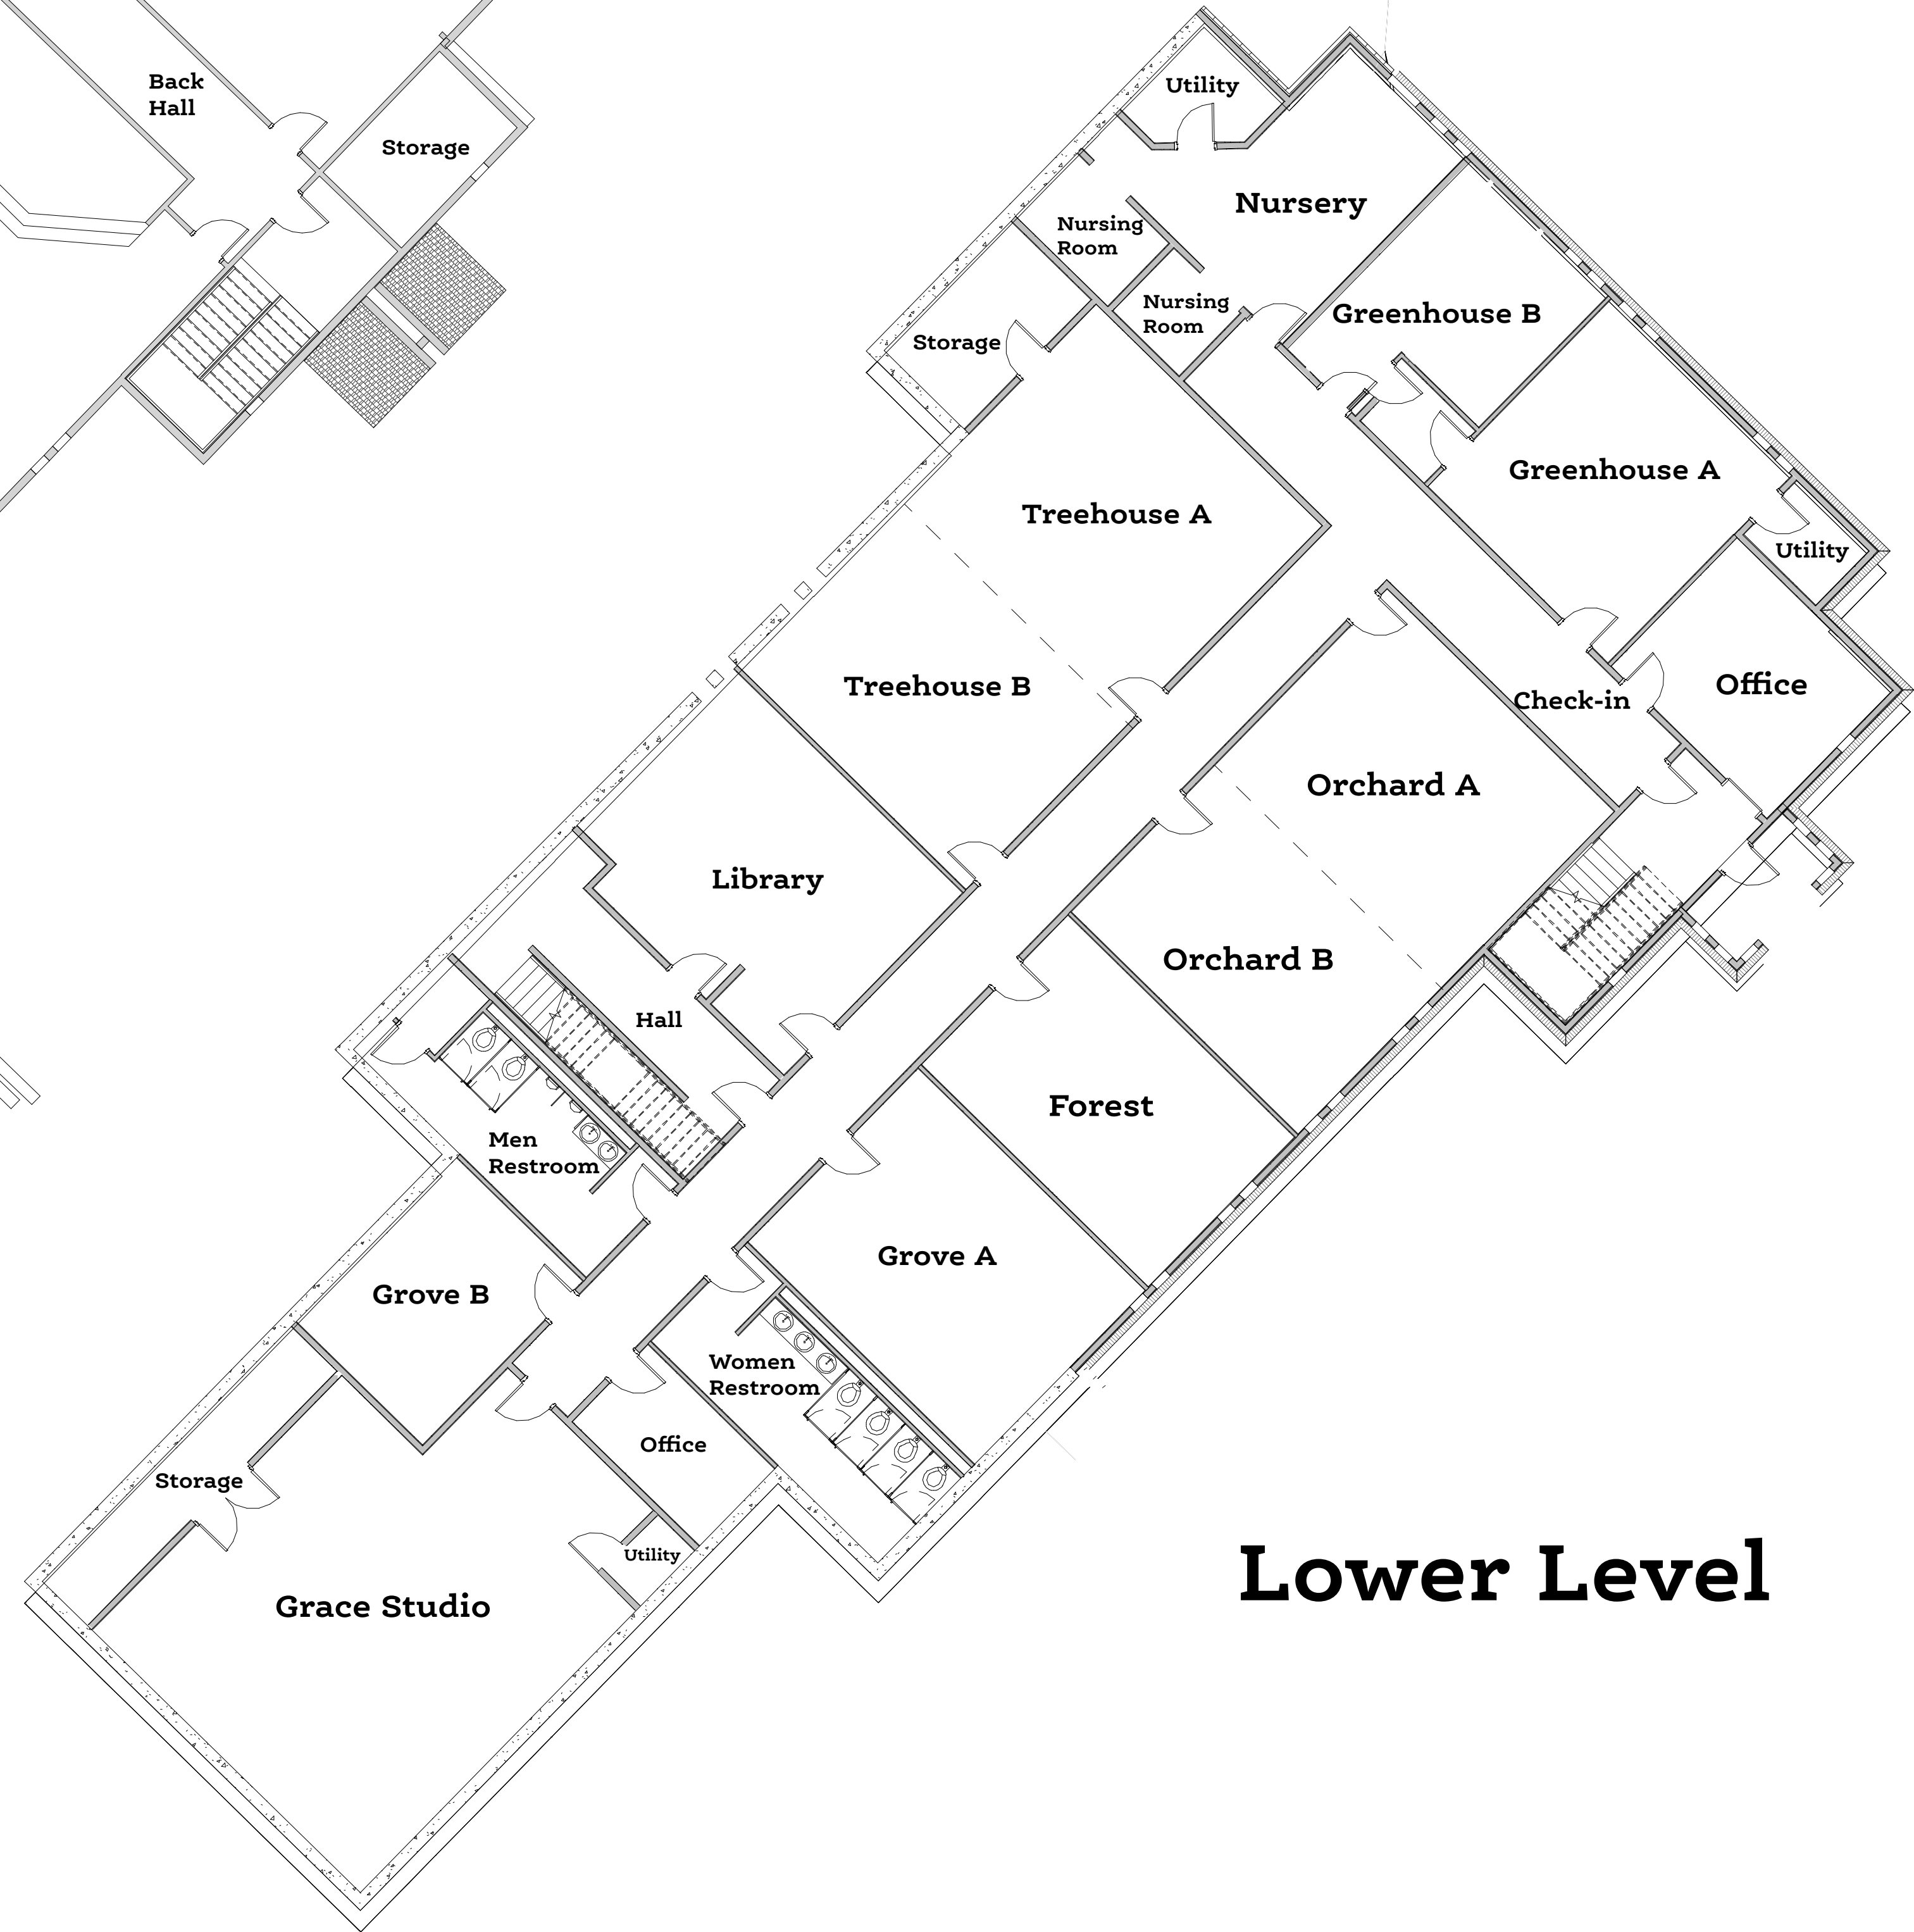 Back
Hall
Storage
Utility
Nursery
Nursing
Room
Nursing
Room
Greenhouse B
Storage
Greenhouse A
Treehouse A
Utility
Treehouse B
Office
Check-in
Orchard A
Library
Orchard B
Hall
Forest
Men
Restroom
Grove A
Grove B
Women
Restroom
Office
Storage
Utility
Grace Studio
Lower Level